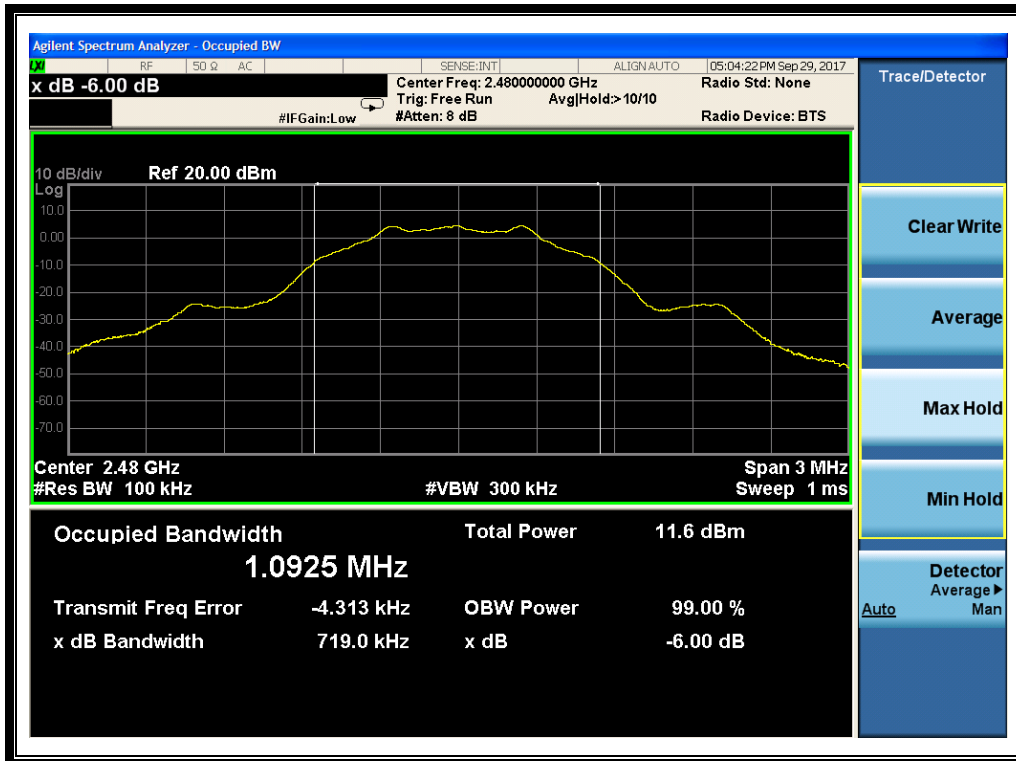 Agilent Spectrum Analyzer - Occupied BW
LXI RF 50 Ω AC SENSE:INT ALIGN AUTO 05:04:22 PM Sep 29, 2017
x dB -6.00 dB
Center Freq: 2.480000000 GHz Radio Std: None
Trig: Free Run Avg|Hold:> 10/10
#IFGain:Low #Atten: 8 dB Radio Device: BTS
10 dB/div Ref 20.00 dBm
Log
10.0
0.00
-10.0
-20.0
-30.0
-40.0
-50.0
-60.0
-70.0
Center 2.48 GHz Span 3 MHz
#Res BW 100 kHz #VBW 300 kHz Sweep 1 ms
Occupied Bandwidth Total Power 11.6 dBm
1.0925 MHz
Transmit Freq Error -4.313 kHz OBW Power 99.00 %
x dB Bandwidth 719.0 kHz x dB -6.00 dB
Trace/Detector
Clear Write
Average
Max Hold
Min Hold
Detector
Average
Auto Man